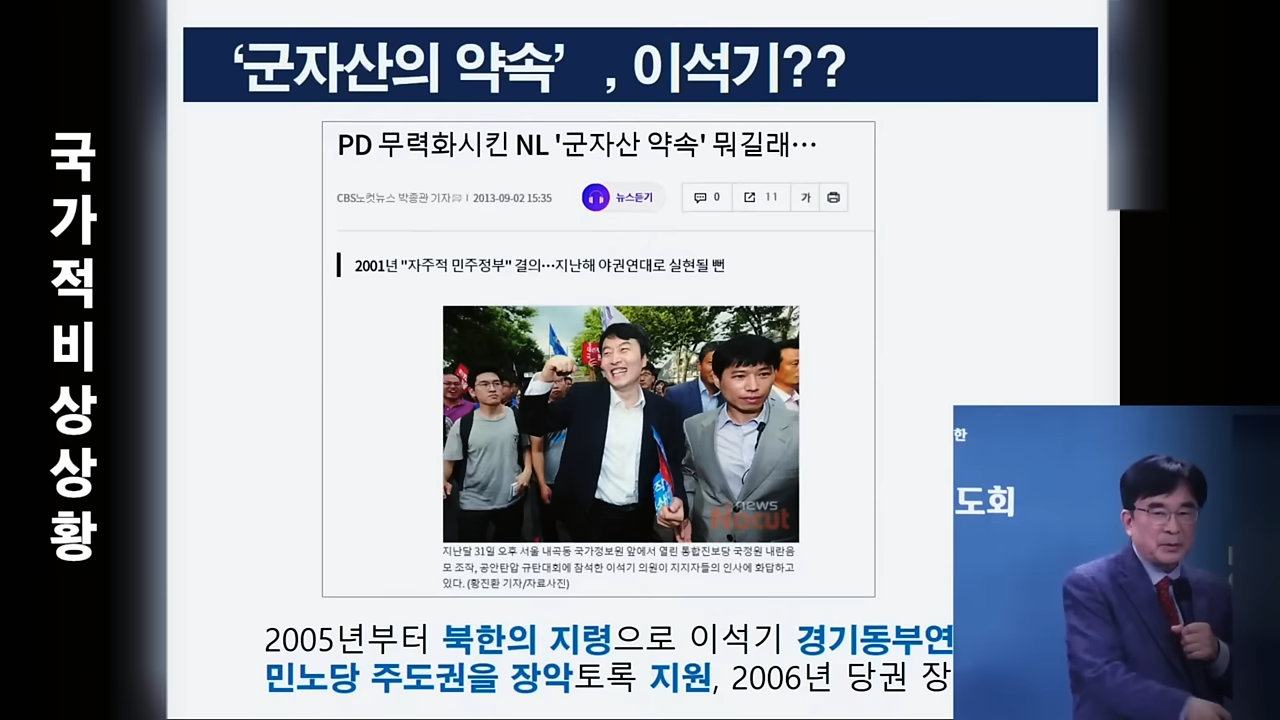 ‘군자산의 약속’ , 이석기??
국가적비상상황
PD 무력화시킨 NL '군자산 약속' 뭐길래…
CBS노컷뉴스 박종관 기자 2013-09-02 15:35
뉴스듣기
0
11
가
2001년 "자주적 민주정부" 결의…지난해 야권연대로 실현될 뻔
news
Nocut
지난달 31일 오후 서울 내곡동 국가정보원 앞에서 열린 통합진보당 국정원 내란음
모 조작, 공안탄압 규탄대회에 참석한 이석기 의원이 지지자들의 인사에 화답하고
있다. (황진환 기자/자료사진)
한
도회
2005년부터 북한의 지령으로 이석기 경기동부연
민노당 주도권을 장악토록 지원, 2006년 당권 장